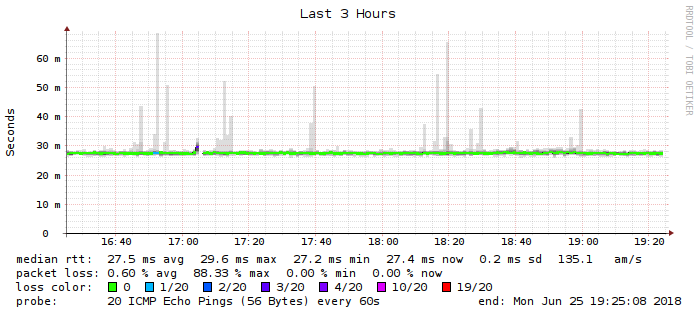 Last 3 Hours
RRDTOOL / TOBI OETIKER
Seconds
60 m
50 m
40 m
30 m
20 m
10 m
0
16:40 17:00 17:20 17:40 18:00 18:20 18:40 19:00 19:20
median rtt: 27.5 ms avg 29.6 ms max 27.2 ms min 27.4 ms now 0.2 ms sd 135.1 am/s
packet loss: 0.60 % avg 88.33 % max 0.00 % min 0.00 % now
loss color: 0 1/20 2/20 3/20 4/20 10/20 19/20
probe: 20 ICMP Echo Pings (56 Bytes) every 60s end: Mon Jun 25 19:25:08 2018